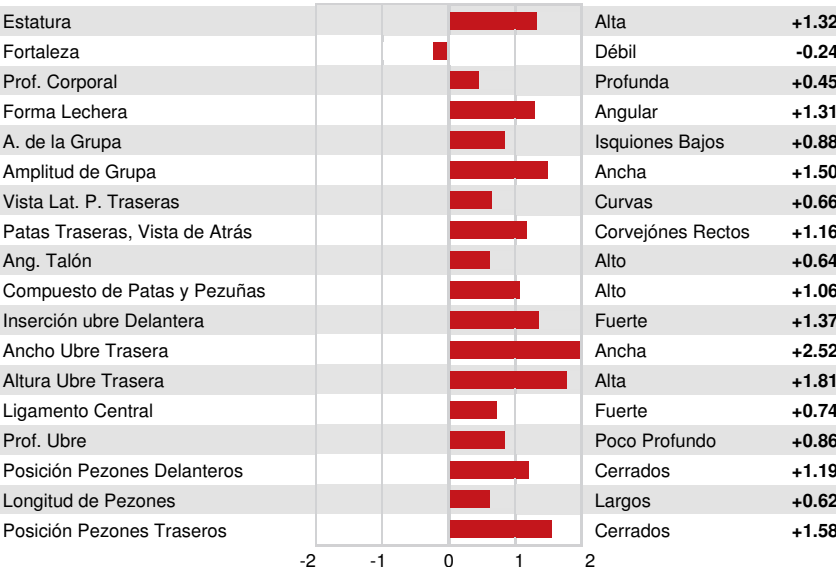 Estatura Alta +1.32
Fortaleza Débil -0.24
Prof. Corporal Profunda +0.45
Forma Lechera Angular +1.31
A. de la Grupa Isquiones Bajos +0.88
Amplitud de Grupa Ancha +1.50
Vista Lat. P. Traseras Curvas +0.66
Patas Traseras, Vista de Atrás Corvejónes Rectos +1.16
Ang. Talón Alto +0.64
Compuesto de Patas y Pezuñas Alto +1.06
Inserción ubre Delantera Fuerte +1.37
Ancho Ubre Trasera Ancha +2.52
Altura Ubre Trasera Alta +1.81
Ligamento Central Fuerte +0.74
Prof. Ubre Poco Profundo +0.86
Posición Pezones Delanteros Cerrados +1.19
Longitud de Pezones Largos +0.62
Posición Pezones Traseros Cerrados +1.58
-2 -1 0 1 2